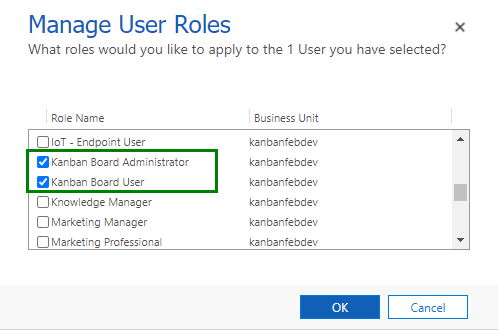 Manage User Roles
What roles would you like to apply to the 1 User you have selected?
Role Name Business Unit
IoT - Endpoint User kanbanfebdev
Kanban Board Administrator kanbanfebdev
Kanban Board User kanbanfebdev
Knowledge Manager kanbanfebdev
Marketing Manager kanbanfebdev
Marketing Professional kanbanfebdev
OK Cancel